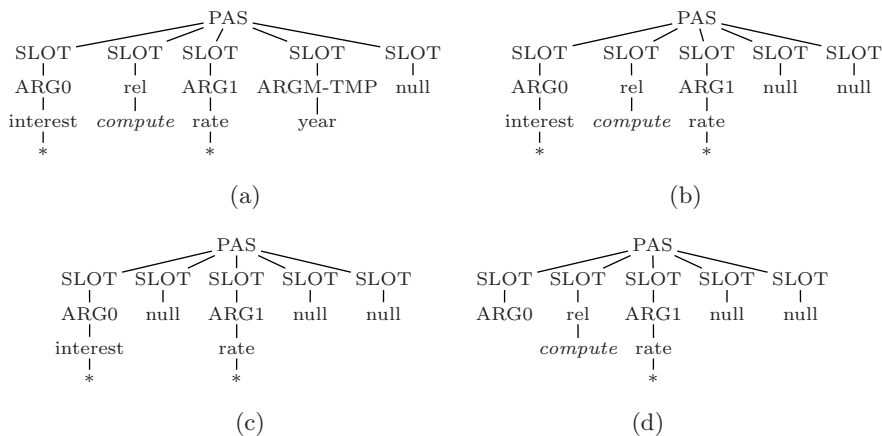 PAS PAS
SLOT SLOT SLOT SLOT SLOT SLOT SLOT SLOT SLOT SLOT
ARG0 rel ARG1 ARGM-TMP null ARG0 rel ARG1 null null
interest compute rate year interest compute rate
* * * *
(a) (b)
PAS PAS
SLOT SLOT SLOT SLOT SLOT SLOT SLOT SLOT SLOT SLOT
ARG0 null ARG1 null null ARG0 rel ARG1 null null
interest rate compute rate
* * *
(c) (d)